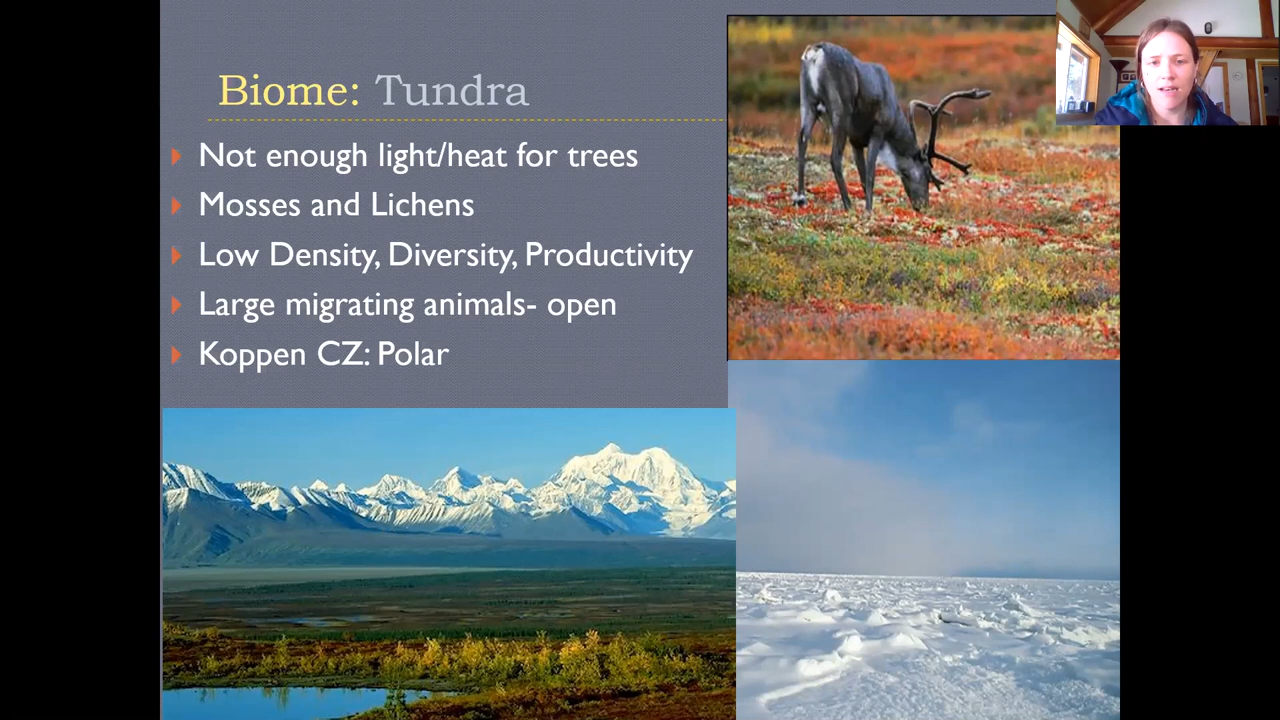 Biome: Tundra
Not enough light/heat for trees
Mosses and Lichens
Low Density, Diversity, Productivity
Large migrating animals- open
Koppen CZ: Polar